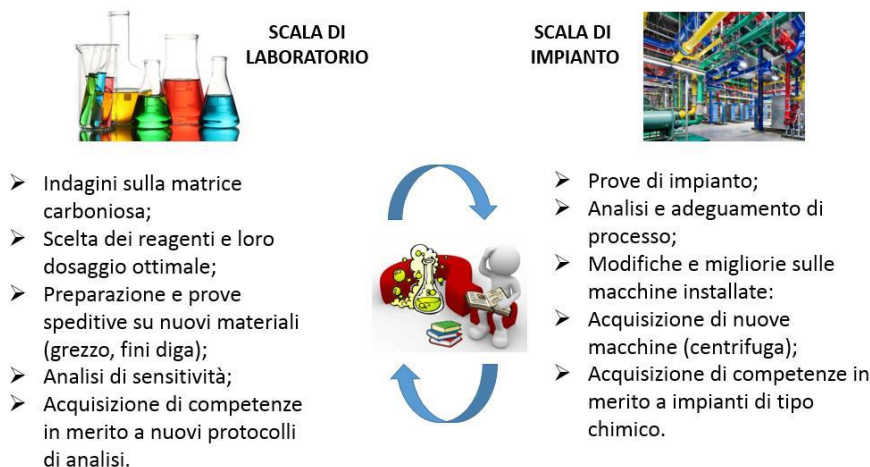 SCALA DI
LABORATORIO
➢ Indagini sulla matrice
carboniosa;
➢ Scelta dei reagenti e loro
dosaggio ottimale;
➢ Preparazione e prove
speditive su nuovi materiali
(grezzo, fini diga);
➢ Analisi di sensitività;
➢ Acquisizione di competenze
in merito a nuovi protocolli
di analisi.
SCALA DI
IMPIANTO
➢ Prove di impianto;
➢ Analisi e adeguamento di
processo;
➢ Modifiche e migliorie sulle
macchine installate:
➢ Acquisizione di nuove
macchine (centrifuga);
➢ Acquisizione di competenze in
merito a impianti di tipo
chimico.